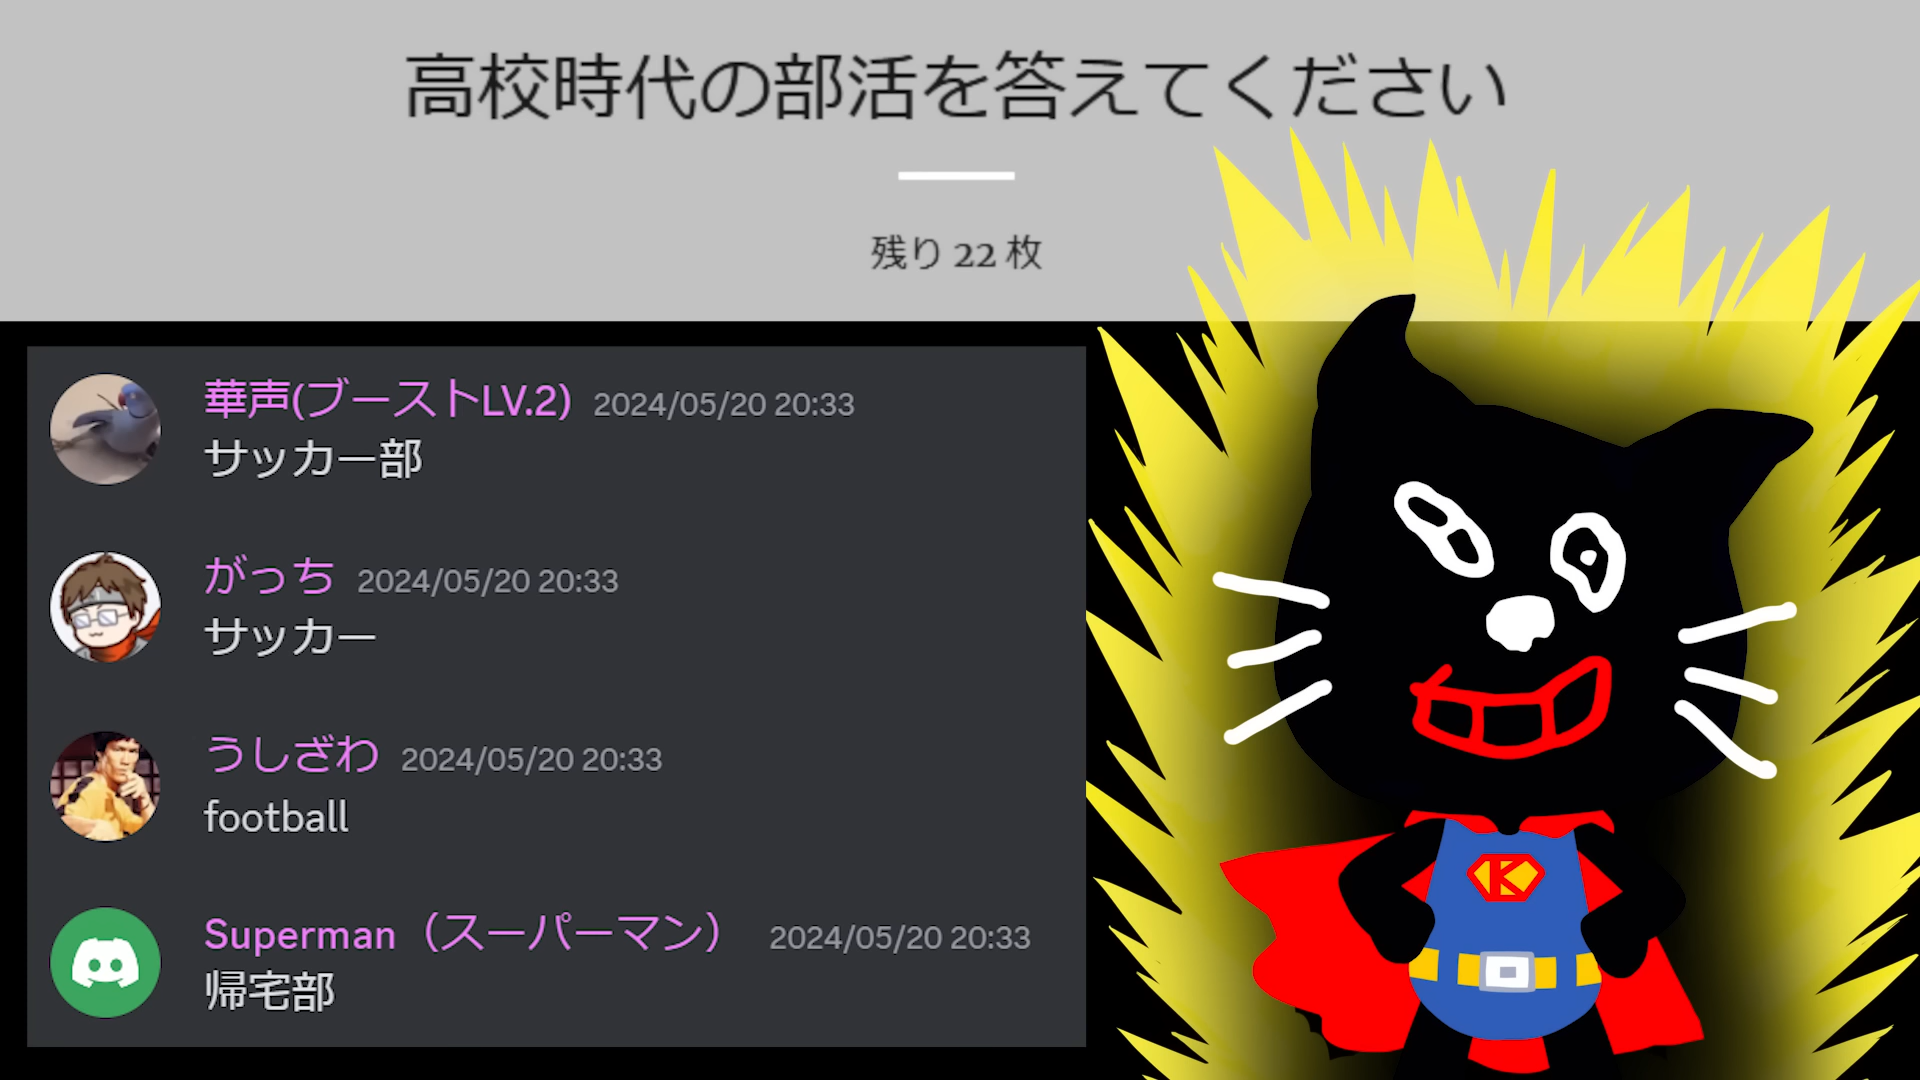 高校時代の部活を答えてください
残り 22 枚
華声(ブーストLV.2) 2024/05/20 20:33
サッカー部
がっち 2024/05/20 20:33
サッカー
うしざわ 2024/05/20 20:33
football
Superman（スーパーマン） 2024/05/20 20:33
帰宅部
K